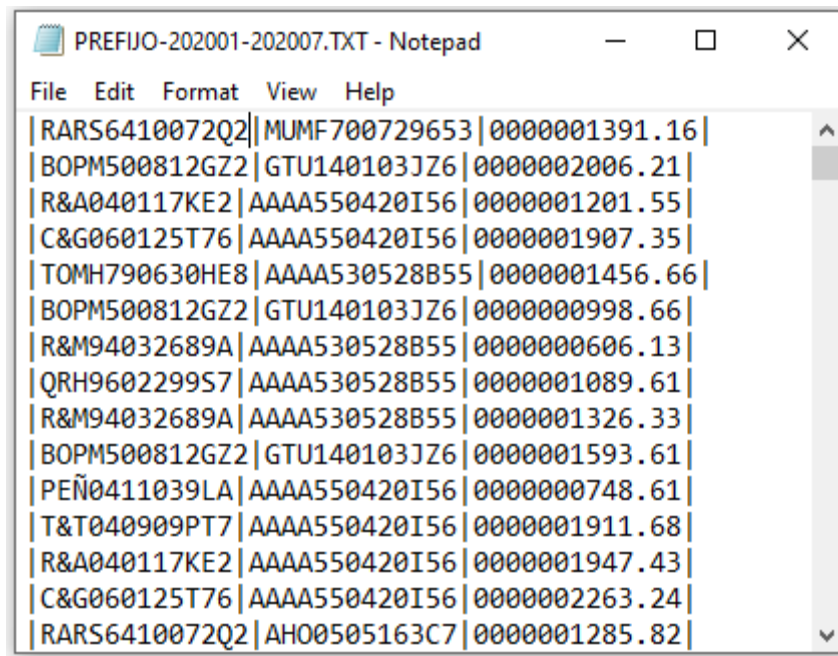 PREFIJO-202001-202007.TXT - Notepad
File Edit Format View Help
|RARS6410072Q2|MUMF700729653|0000001391.16|
|BOPM500812GZ2|GTU140103JZ6|0000002006.21|
|R&A040117KE2|AAAA550420I56|0000001201.55|
|C&G060125T76|AAAA550420I56|0000001907.35|
|TOMH790630HE8|AAAA530528B55|0000001456.66|
|BOPM500812GZ2|GTU140103JZ6|0000000998.66|
|R&M94032689A|AAAA530528B55|0000000606.13|
|QRH9602299S7|AAAA530528B55|0000001089.61|
|R&M94032689A|AAAA530528B55|0000001326.33|
|BOPM500812GZ2|GTU140103JZ6|0000001593.61|
|PEÑ0411039LA|AAAA550420I56|0000000748.61|
|T&T040909PT7|AAAA550420I56|0000001911.68|
|R&A040117KE2|AAAA550420I56|0000001947.43|
|C&G060125T76|AAAA550420I56|0000002263.24|
|RARS6410072Q2|AHO0505163C7|0000001285.82|